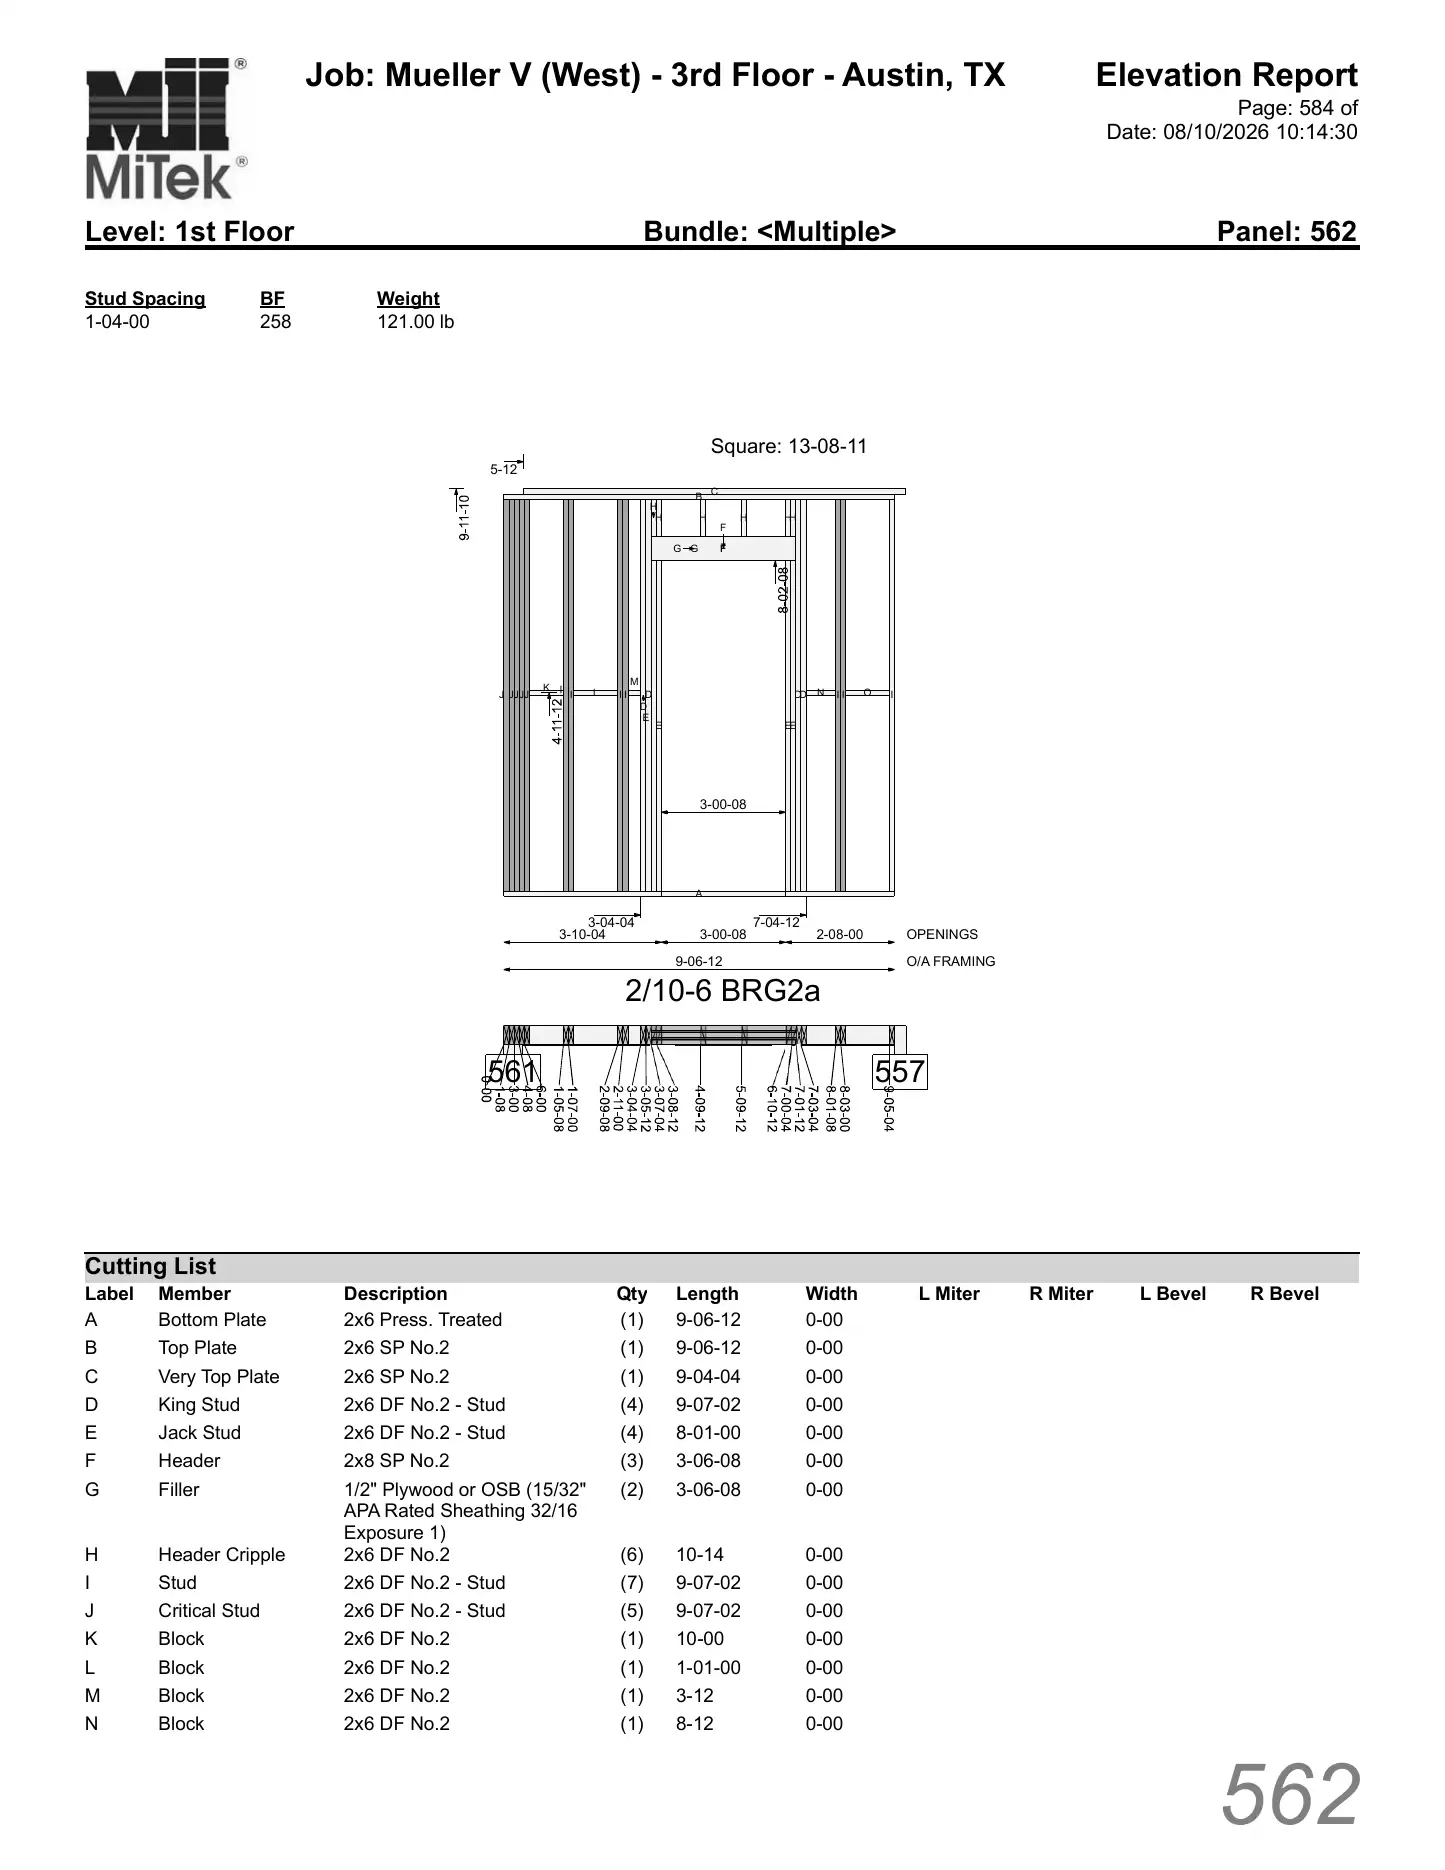 Job: Mueller V (West) - 3rd Floor - Austin, TX
Elevation Report
Page: 584 of
Date: 08/10/2026 10:14:30
MiTek®
Level: 1st Floor Bundle: <Multiple> Panel: 562
Stud Spacing BF Weight
1-04-00 258 121.00 lb
Square: 13-08-11
5-12
C
B
9-11-10
H
F
G G F
8-02-08
K
M
J JJJJ I I L I I D D D N I I O I
D
E
4-11-12
3-00-08
A
3-04-04 7-04-12
3-10-04 3-00-08 2-08-00 OPENINGS
9-06-12 O/A FRAMING
2/10-6 BRG2a
561 557
0-00
1-08
3-00
4-08
6-00
1-05-08
1-07-00
2-09-08
2-11-00
3-04-04
3-05-12
3-07-04
3-08-12
4-09-12
5-09-12
6-10-12
7-00-04
7-01-12
7-03-04
8-01-08
8-03-00
9-05-04
Cutting List
Label Member Description Qty Length Width L Miter R Miter L Bevel R Bevel
A Bottom Plate 2x6 Press. Treated (1) 9-06-12 0-00
B Top Plate 2x6 SP No.2 (1) 9-06-12 0-00
C Very Top Plate 2x6 SP No.2 (1) 9-04-04 0-00
D King Stud 2x6 DF No.2 - Stud (4) 9-07-02 0-00
E Jack Stud 2x6 DF No.2 - Stud (4) 8-01-00 0-00
F Header 2x8 SP No.2 (3) 3-06-08 0-00
G Filler 1/2" Plywood or OSB (15/32" (2) 3-06-08 0-00
APA Rated Sheathing 32/16
Exposure 1)
H Header Cripple 2x6 DF No.2 (6) 10-14 0-00
I Stud 2x6 DF No.2 - Stud (7) 9-07-02 0-00
J Critical Stud 2x6 DF No.2 - Stud (5) 9-07-02 0-00
K Block 2x6 DF No.2 (1) 10-00 0-00
L Block 2x6 DF No.2 (1) 1-01-00 0-00
M Block 2x6 DF No.2 (1) 3-12 0-00
N Block 2x6 DF No.2 (1) 8-12 0-00
562